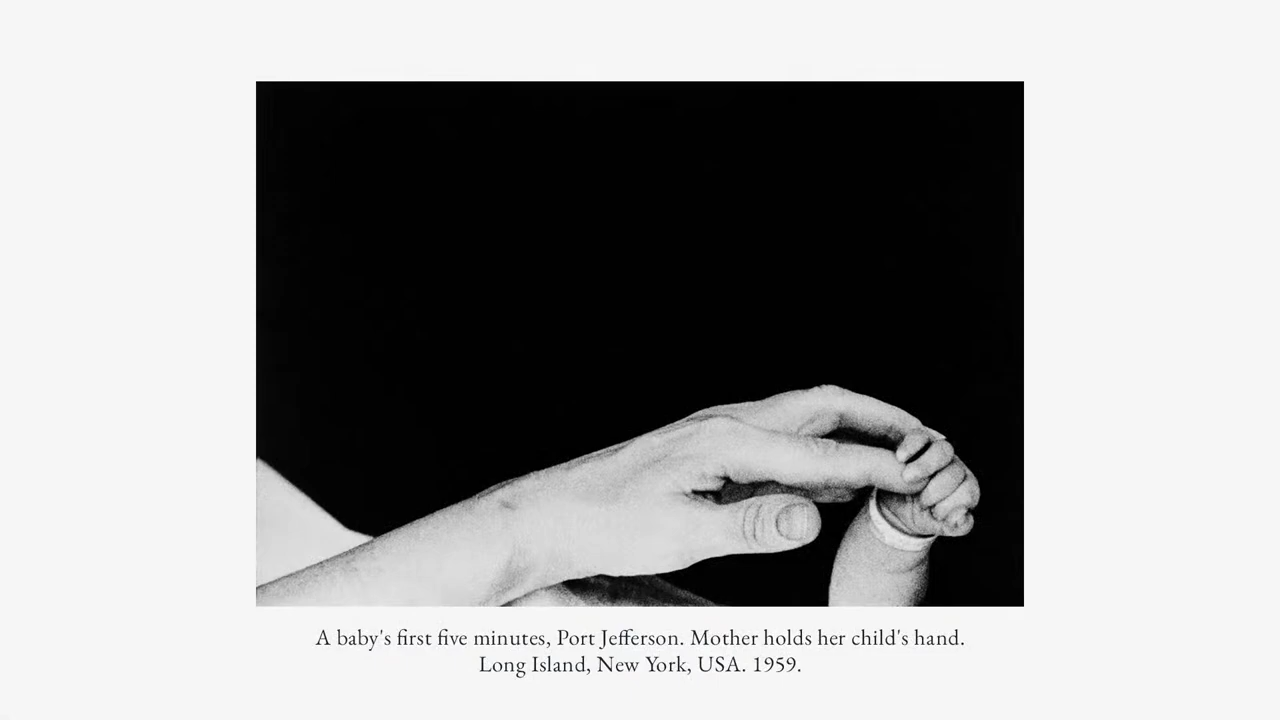 A baby's first five minutes, Port Jefferson. Mother holds her child's hand.
Long Island, New York, USA. 1959.